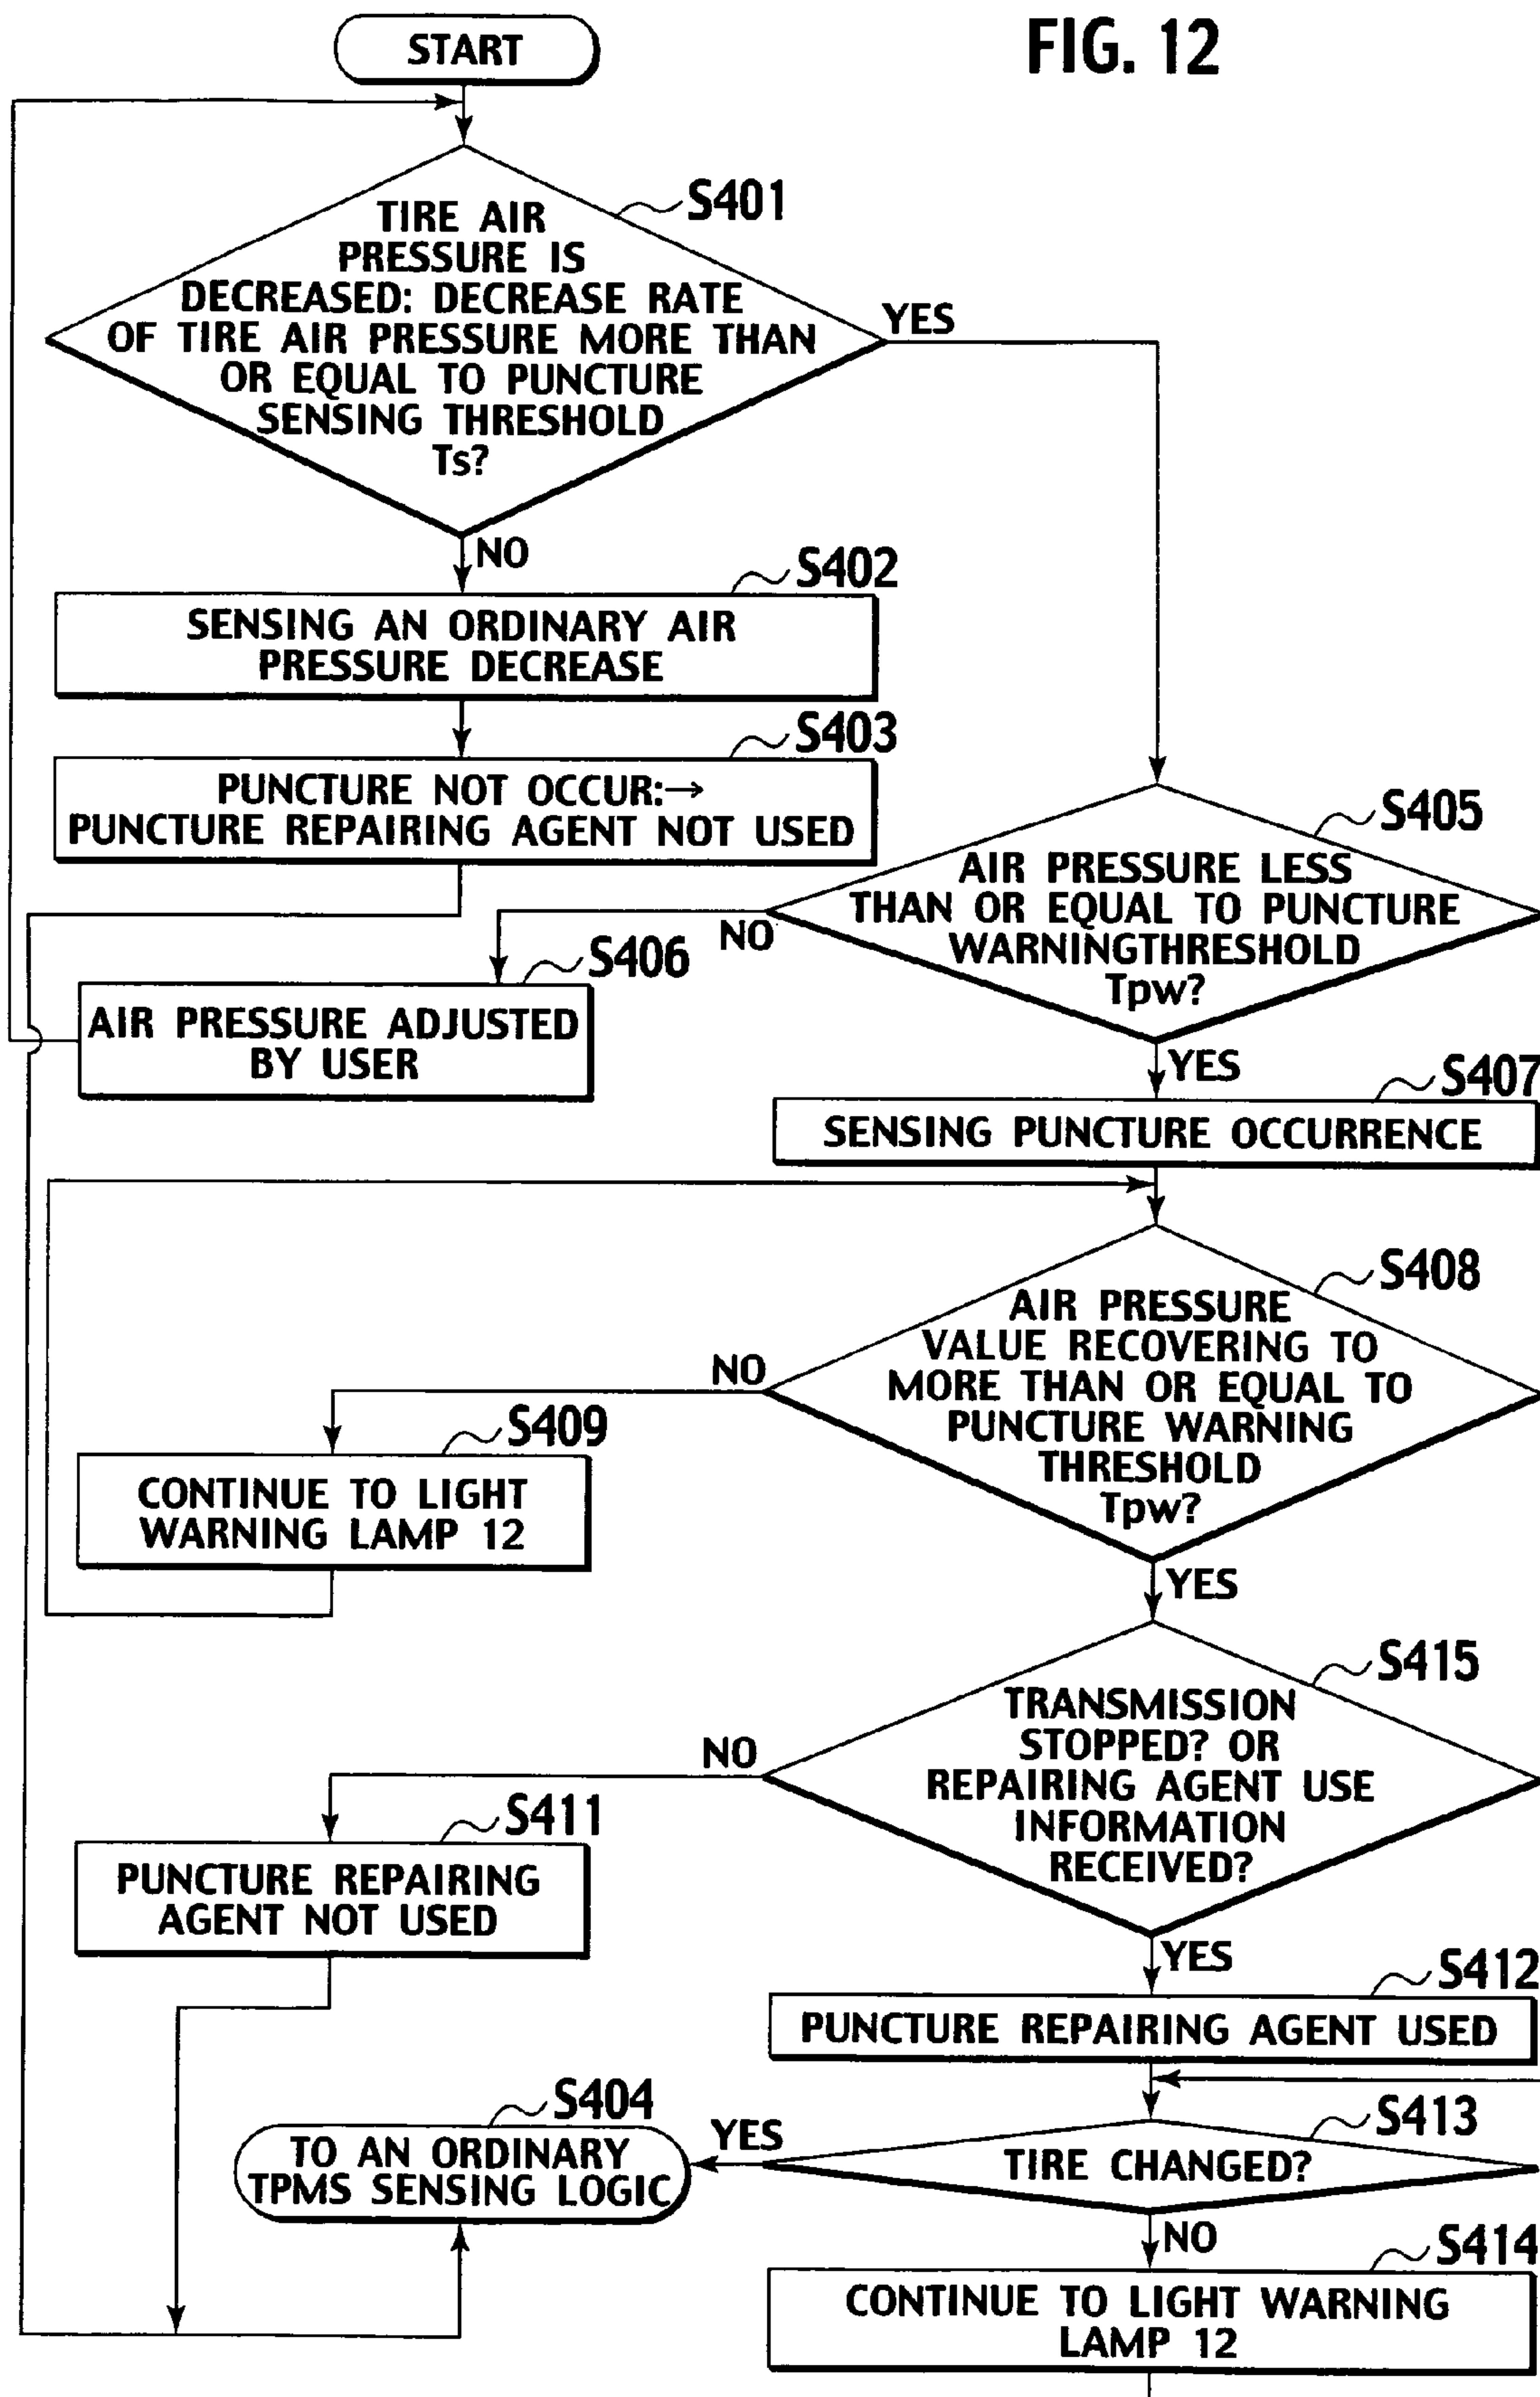 FIG. 12
START
S401
TIRE AIR
PRESSURE IS
DECREASED: DECREASE RATE
OF TIRE AIR PRESSURE MORE THAN
OR EQUAL TO PUNCTURE
SENSING THRESHOLD
Ts?
YES
NO
S402
SENSING AN ORDINARY AIR
PRESSURE DECREASE
S403
PUNCTURE NOT OCCUR:→
PUNCTURE REPAIRING AGENT NOT USED
S405
AIR PRESSURE LESS
THAN OR EQUAL TO PUNCTURE
WARNINGTHRESHOLD
Tpw?
NO
S406
AIR PRESSURE ADJUSTED
BY USER
YES
S407
SENSING PUNCTURE OCCURRENCE
S408
AIR PRESSURE
VALUE RECOVERING TO
MORE THAN OR EQUAL TO
PUNCTURE WARNING
THRESHOLD
Tpw?
NO
S409
CONTINUE TO LIGHT
WARNING LAMP 12
YES
S415
TRANSMISSION
STOPPED? OR
REPAIRING AGENT USE
INFORMATION
RECEIVED?
NO
S411
PUNCTURE REPAIRING
AGENT NOT USED
YES
S412
PUNCTURE REPAIRING AGENT USED
S404
TO AN ORDINARY
TPMS SENSING LOGIC
YES
S413
TIRE CHANGED?
NO
S414
CONTINUE TO LIGHT WARNING
LAMP 12